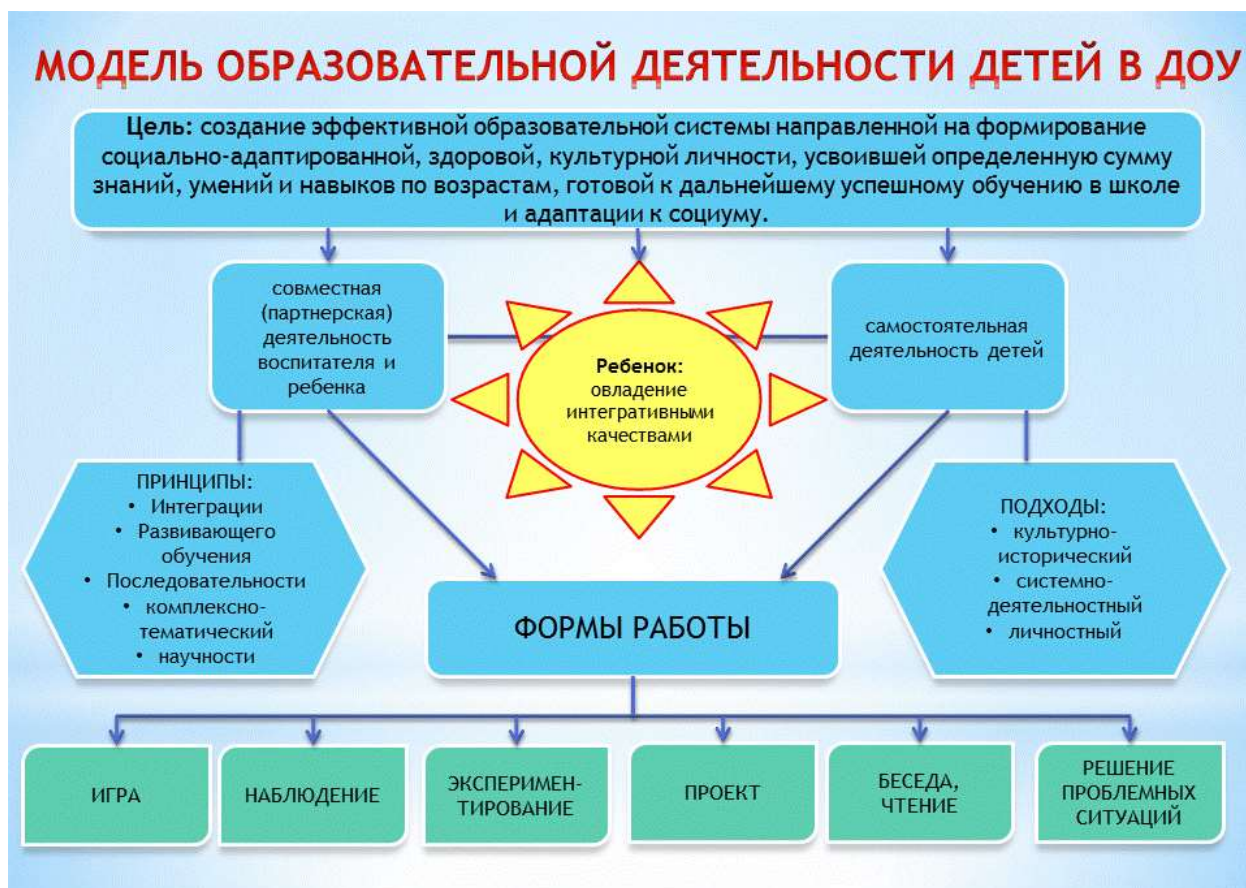 МОДЕЛЬ ОБРАЗОВАТЕЛЬНОЙ ДЕЯТЕЛЬНОСТИ ДЕТЕЙ В ДОУ
Цель: создание эффективной образовательной системы направленной на формирование
социально-адаптированной, здоровой, культурной личности, усвоившей определенную сумму
знаний, умений и навыков по возрастам, готовой к дальнейшему успешному обучению в школе
и адаптации к социуму.
совместная
(партнерская)
деятельность
воспитателя и
ребенка
Ребенок:
овладение
интегративными
качествами
самостоятельная
деятельность детей
ПРИНЦИПЫ:
• Интеграции
• Развивающего
обучения
• Последовательности
• комплексно-
тематический
• научности
ПОДХОДЫ:
• культурно-
исторический
• системно-
деятельностный
• личностный
ФОРМЫ РАБОТЫ
ИГРА
НАБЛЮДЕНИЕ
ЭКСПЕРИМЕН-
ТИРОВАНИЕ
ПРОЕКТ
БЕСЕДА,
ЧТЕНИЕ
РЕШЕНИЕ
ПРОБЛЕМНЫХ
СИТУАЦИЙ